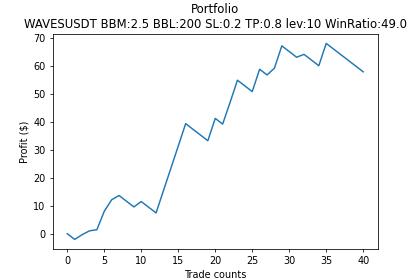 Portfolio
WAVESUSDT BBM:2.5 BBL:200 SL:0.2 TP:0.8 lev:10 WinRatio:49.0
Profit ($)
70
60
50
40
30
20
10
0
0 5 10 15 20 25 30 35 40
Trade counts